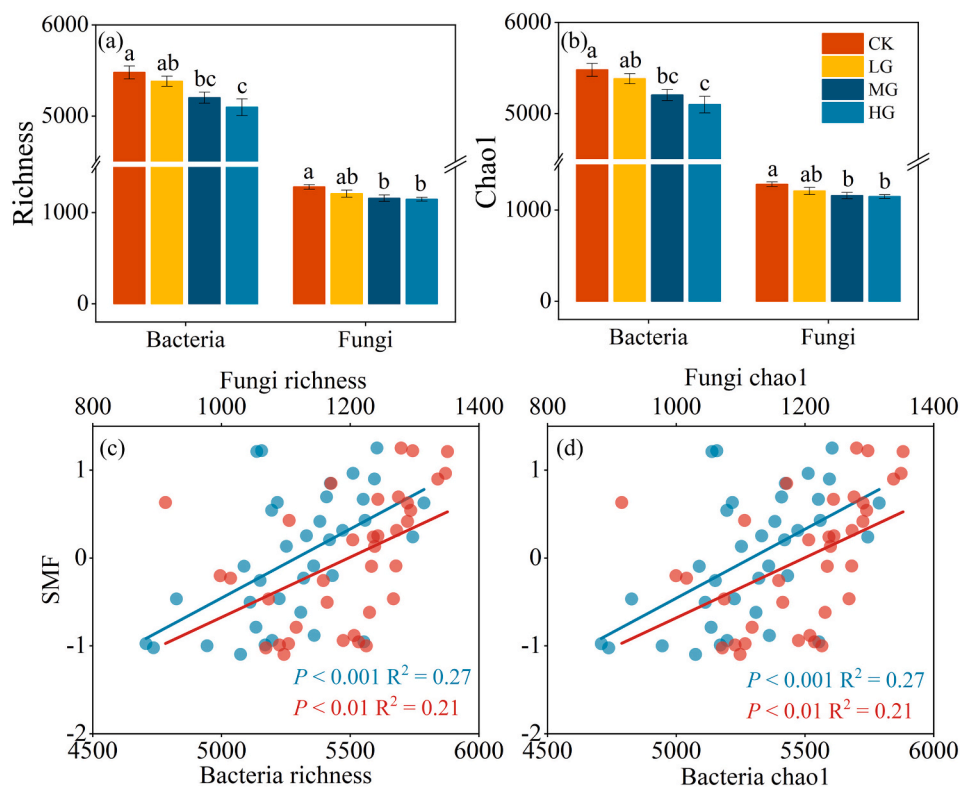 6000
(a)
a
ab
bc
c
5000
Richness
a
ab
b
b
1000
0
Bacteria
Fungi
6000
(b)
a
ab
bc
c
CK
LG
MG
HG
5000
Chao1
a
ab
b
b
1000
0
Bacteria
Fungi
Fungi richness
800 1000 1200 1400
(c)
1
0
-1
-2
SMF
P < 0.001 R² = 0.27
P < 0.01 R² = 0.21
4500 5000 5500 6000
Bacteria richness
Fungi chao1
800 1000 1200 1400
(d)
1
0
-1
-2
P < 0.001 R² = 0.27
P < 0.01 R² = 0.21
4500 5000 5500 6000
Bacteria chao1